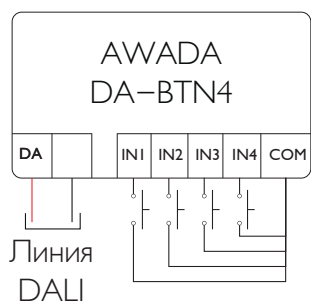 AWADA
DA-BTN4
DA IN1 IN2 IN3 IN4 COM
Линия
DALI